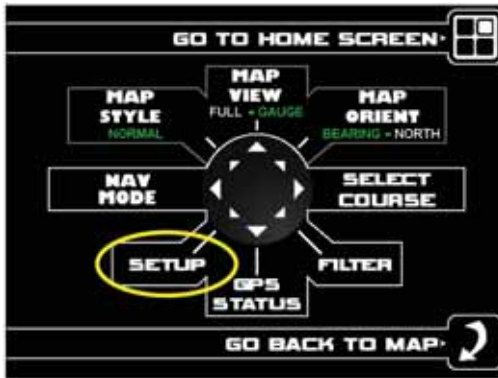 GO TO HOME SCREEN
MAP
VIEW
FULL - GAUGE
MAP
STYLE
NORMAL
MAP
ORIENT
BEARING - NORTH
NAV
MODE
SELECT
COURSE
SETUP
GPS
STATUS
FILTER
GO BACK TO MAP